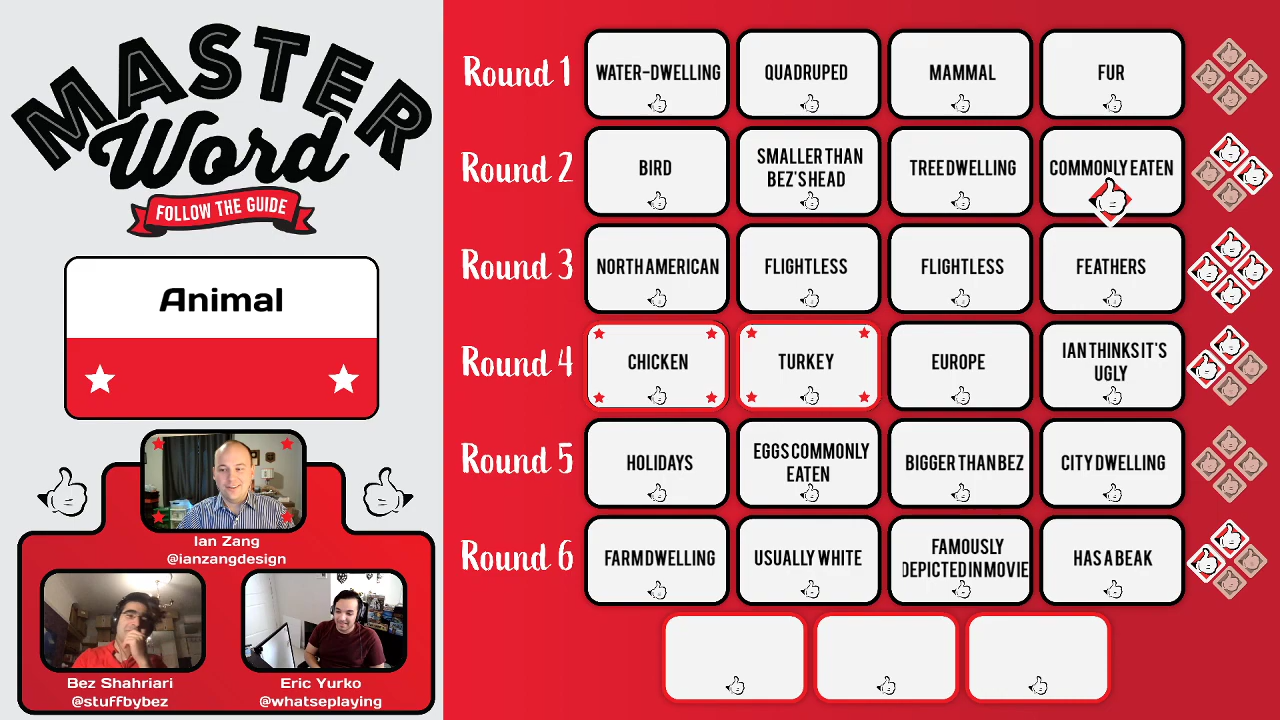 MASTER
Word
FOLLOW THE GUIDE
Animal
Ian Zang
@ianzangdesign
Bez Shahriari
@stuffbybez
Eric Yurko
@whatseplaying
Round 1
WATER-DWELLING
QUADRUPED
MAMMAL
FUR
Round 2
BIRD
SMALLER THAN
BEZ'S HEAD
TREE DWELLING
COMMONLY EATEN
Round 3
NORTH AMERICAN
FLIGHTLESS
FLIGHTLESS
FEATHERS
Round 4
CHICKEN
TURKEY
EUROPE
IAN THINKS IT'S
UGLY
Round 5
HOLIDAYS
EGGS COMMONLY
EATEN
BIGGER THAN BEZ
CITY DWELLING
Round 6
FARM DWELLING
USUALLY WHITE
FAMOUSLY
DEPICTED IN MOVIE
HAS A BEAK